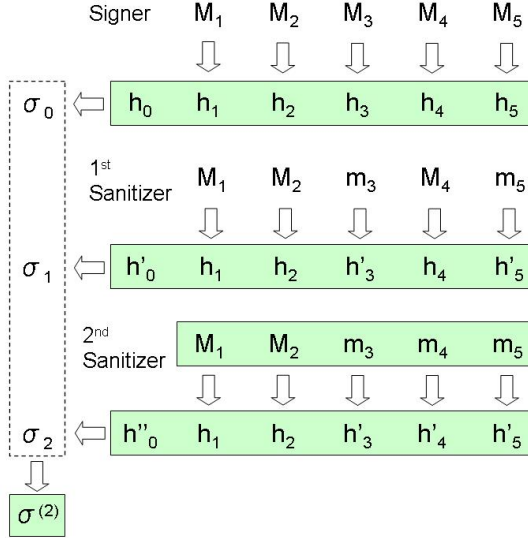 Signer M₁ M₂ M₃ M₄ M₅
σ₀ h₀ h₁ h₂ h₃ h₄ h₅
1ˢᵗ
Sanitizer M₁ M₂ m₃ M₄ m₅
σ₁ h'₀ h₁ h₂ h'₃ h₄ h'₅
2ⁿᵈ
Sanitizer M₁ M₂ m₃ m₄ m₅
σ₂ h''₀ h₁ h₂ h'₃ h'₄ h'₅
σ⁽²⁾